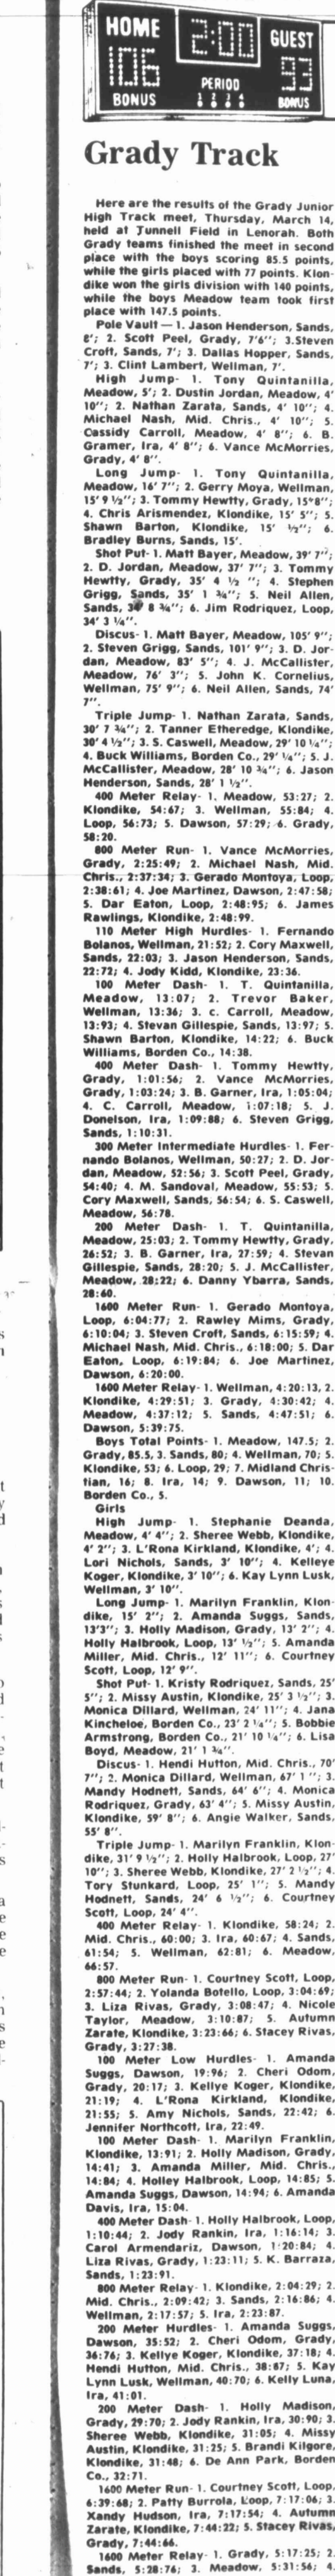 HOME
2:00
GUEST
106
93
PERIOD
BONUS
1 2 3 4
BONUS
Grady Track
Here are the results of the Grady Junior
High Track meet, Thursday, March 14,
held at Tunnell Field in Lenorah. Both
Grady teams finished the meet in second
place with the boys scoring 85.5 points,
while the girls placed with 77 points. Klon-
dike won the girls division with 140 points,
while the boys Meadow team took first
place with 147.5 points.
Pole Vault — 1. Jason Henderson, Sands,
8'; 2. Scott Peel, Grady, 7'6"; 3.Steven
Croft, Sands, 7'; 3. Dallas Hopper, Sands,
7'; 3. Clint Lambert, Wellman, 7'.
High Jump- 1. Tony Quintanilla,
Meadow, 5'; 2. Dustin Jordan, Meadow, 4'
10"; 2. Nathan Zarata, Sands, 4' 10"; 4.
Michael Nash, Mid. Chris., 4' 10"; 5.
Cassidy Carroll, Meadow, 4' 8"; 6. B.
Gramer, Ira, 4' 8"; 6. Vance McMorries,
Grady, 4' 8".
Long Jump- 1. Tony Quintanilla,
Meadow, 16' 7"; 2. Gerry Moya, Wellman,
15' 9 ½"; 3. Tommy Hewtty, Grady, 15"8";
4. Chris Arismendez, Klondike, 15' 5"; 5.
Shawn Barton, Klondike, 15' ½"; 6.
Bradley Burns, Sands, 15'.
Shot Put- 1. Matt Bayer, Meadow, 39' 7";
2. D. Jordan, Meadow, 37' 7"; 3. Tommy
Hewtty, Grady, 35' 4 ½ "; 4. Stephen
Grigg, Sands, 35' 1 ¾"; 5. Neil Allen,
Sands, 8 ¾"; 6. Jim Rodriquez, Loop,
34' 3 ¼".
Discus- 1. Matt Bayer, Meadow, 105' 9";
2. Steven Grigg, Sands, 101' 9"; 3. D. Jor-
dan, Meadow, 83' 5"; 4. J. McCallister,
Meadow, 76' 3"; 5. John K. Cornelius,
Wellman, 75' 9"; 6. Neil Allen, Sands, 74'
7".
Triple Jump- 1. Nathan Zarata, Sands,
30' 7 ¾"; 2. Tanner Etheredge, Klondike,
30' 4 ½"; 3. S. Caswell, Meadow, 29' 10 ¼";
4. Buck Williams, Borden Co., 29' ¼"; 5. J.
McCallister, Meadow, 28' 10 ¾"; 6. Jason
Henderson, Sands, 28' 1 ½".
400 Meter Relay- 1. Meadow, 53:27; 2.
Klondike, 54:67; 3. Wellman, 55:84; 4.
Loop, 56:73; 5. Dawson, 57:29; 6. Grady,
58:20.
800 Meter Run- 1. Vance McMorries,
Grady, 2:25:49; 2. Michael Nash, Mid.
Chris., 2:37:34; 3. Gerado Montoya, Loop,
2:38:61; 4. Joe Martinez, Dawson, 2:47:58;
5. Dar Eaton, Loop, 2:48:95; 6. James
Rawlings, Klondike, 2:48:99.
110 Meter High Hurdles- 1. Fernando
Bolanos, Wellman, 21:52; 2. Cory Maxwell,
Sands, 22:03; 3. Jason Henderson, Sands,
22:72; 4. Jody Kidd, Klondike, 23:36.
100 Meter Dash- 1. T. Quintanilla,
Meadow, 13:07; 2. Trevor Baker,
Wellman, 13:36; 3. c. Carroll, Meadow,
13:93; 4. Stevan Gillespie, Sands, 13:97; 5.
Shawn Barton, Klondike, 14:22; 6. Buck
Williams, Borden Co., 14:38.
400 Meter Dash- 1. Tommy Hewtty,
Grady, 1:01:56; 2. Vance McMorries,
Grady, 1:03:24; 3. B. Garner, Ira, 1:05:04;
4. C. Carroll, Meadow, 1:07:18; 5. J.
Donelson, Ira, 1:09:88; 6. Steven Grigg,
Sands, 1:10:31.
300 Meter Intermediate Hurdles- 1. Fer-
nando Bolanos, Wellman, 50:27; 2. D. Jor-
dan, Meadow, 52:56; 3. Scott Peel, Grady,
54:40; 4. M. Sandoval, Meadow, 55:53; 5.
Cory Maxwell, Sands, 56:54; 6. S. Caswell,
Meadow, 56:78.
200 Meter Dash- 1. T. Quintanilla,
Meadow, 25:03; 2. Tommy Hewtty, Grady,
26:52; 3. B. Garner, Ira, 27:59; 4. Stevan
Gillespie, Sands, 28:20; 5. J. McCallister,
Meadow, 28:22; 6. Danny Ybarra, Sands,
28:60.
1600 Meter Run- 1. Gerado Montoya,
Loop, 6:04:77; 2. Rawley Mims, Grady,
6:10:04; 3. Steven Croft, Sands, 6:15:59; 4.
Michael Nash, Mid. Chris., 6:18:00; 5. Dar
Eaton, Loop, 6:19:84; 6. Joe Martinez,
Dawson, 6:20:00.
1600 Meter Relay- 1. Wellman, 4:20:13, 2.
Klondike, 4:29:51; 3. Grady, 4:30:42; 4.
Meadow, 4:37:12; 5. Sands, 4:47:51; 6.
Dawson, 5:39:75.
Boys Total Points- 1. Meadow, 147.5; 2.
Grady, 85.5, 3. Sands, 80; 4. Wellman, 70; 5.
Klondike, 53; 6. Loop, 29; 7. Midland Chris-
tian, 16; 8. Ira, 14; 9. Dawson, 11; 10.
Borden Co., 5.
Girls
High Jump- 1. Stephanie Deanda,
Meadow, 4' 4"; 2. Sheree Webb, Klondike,
4' 2"; 3. L'Rona Kirkland, Klondike, 4'; 4.
Lori Nichols, Sands, 3' 10"; 4. Kelleye
Koger, Klondike, 3' 10"; 6. Kay Lynn Lusk,
Wellman, 3' 10".
Long Jump- 1. Marilyn Franklin, Klon-
dike, 15' 2"; 2. Amanda Suggs, Sands,
13'3"; 3. Holly Madison, Grady, 13' 2"; 4.
Holly Halbrook, Loop, 13' ½"; 5. Amanda
Miller, Mid. Chris., 12' 11"; 6. Courtney
Scott, Loop, 12' 9".
Shot Put- 1. Kristy Rodriquez, Sands, 25'
5"; 2. Missy Austin, Klondike, 25' 3 ½"; 3.
Monica Dillard, Wellman, 24' 11"; 4. Jana
Kincheloe, Borden Co., 23' 2 ¼"; 5. Bobbie
Armstrong, Borden Co., 21' 10 ¼"; 6. Lisa
Boyd, Meadow, 21' 1 ¾".
Discus- 1. Hendi Hutton, Mid. Chris., 70'
7"; 2. Monica Dillard, Wellman, 67' 1 "; 3.
Mandy Hodnett, Sands, 64' 6"; 4. Monica
Rodriquez, Grady, 63' 4"; 5. Missy Austin,
Klondike, 59' 8"; 6. Angie Walker, Sands,
55' 8".
Triple Jump- 1. Marilyn Franklin, Klon-
dike, 31' 9 ½"; 2. Holly Halbrook, Loop, 27'
10"; 3. Sheree Webb, Klondike, 27' 2 ½"; 4.
Tory Stunkard, Loop, 25' 1"; 5. Mandy
Hodnett, Sands, 24' 6 ½"; 6. Courtney
Scott, Loop, 24' 4".
400 Meter Relay- 1. Klondike, 58:24; 2.
Mid. Chris., 60:00; 3. Ira, 60:67; 4. Sands,
61:54; 5. Wellman, 62:81; 6. Meadow,
66:57.
800 Meter Run- 1. Courtney Scott, Loop,
2:57:44; 2. Yolanda Botello, Loop, 3:04:69;
3. Liza Rivas, Grady, 3:08:47; 4. Nicole
Taylor, Meadow, 3:10:87; 5. Autumn
Zarate, Klondike, 3:23:66; 6. Stacey Rivas,
Grady, 3:27:38.
100 Meter Low Hurdles- 1. Amanda
Suggs, Dawson, 19:96; 2. Cheri Odom,
Grady, 20:17; 3. Kellye Koger, Klondike,
21:19; 4. L'Rona Kirkland, Klondike,
21:55; 5. Amy Nichols, Sands, 22:42; 6.
Jennifer Northcott, Ira, 22:49.
100 Meter Dash- 1. Marilyn Franklin,
Klondike, 13:91; 2. Holly Madison, Grady,
14:41; 3. Amanda Miller, Mid. Chris.,
14:84; 4. Holley Halbrook, Loop, 14:85; 5.
Amanda Suggs, Dawson, 14:94; 6. Amanda
Davis, Ira, 15:04.
400 Meter Dash- 1. Holly Halbrook, Loop,
1:10:44; 2. Jody Rankin, Ira, 1:16:14; 3.
Carol Armendariz, Dawson, 1:20:84; 4.
Liza Rivas, Grady, 1:23:11; 5. K. Barraza,
Sands, 1:23:91.
800 Meter Relay- 1. Klondike, 2:04:29; 2.
Mid. Chris., 2:09:42; 3. Sands, 2:16:86; 4.
Wellman, 2:17:57; 5. Ira, 2:23:87.
200 Meter Hurdles- 1. Amanda Suggs,
Dawson, 35:52; 2. Cheri Odom, Grady,
36:76; 3. Kellye Koger, Klondike, 37:18; 4.
Hendi Hutton, Mid. Chris., 38:67; 5. Kay
Lynn Lusk, Wellman, 40:70; 6. Kelly Luna,
Ira, 41:01.
200 Meter Dash- 1. Holly Madison,
Grady, 29:70; 2. Jody Rankin, Ira, 30:90; 3.
Sheree Webb, Klondike, 31:05; 4. Missy
Austin, Klondike, 31:25; 5. Brandi Kilgore,
Klondike, 31:48; 6. De Ann Park, Borden
Co., 32:71.
1600 Meter Run- 1. Courtney Scott, Loop,
6:39:68; 2. Patty Burrola, Loop, 7:17:06; 3.
Xandy Hudson, Ira, 7:17:54; 4. Autumn
Zarate, Klondike, 7:44:22; 5. Stacey Rivas,
Grady, 7:44:66.
1600 Meter Relay- 1. Grady, 5:17:25; 2.
Sands, 5:28:76; 3. Meadow, 5:31:56; 4.